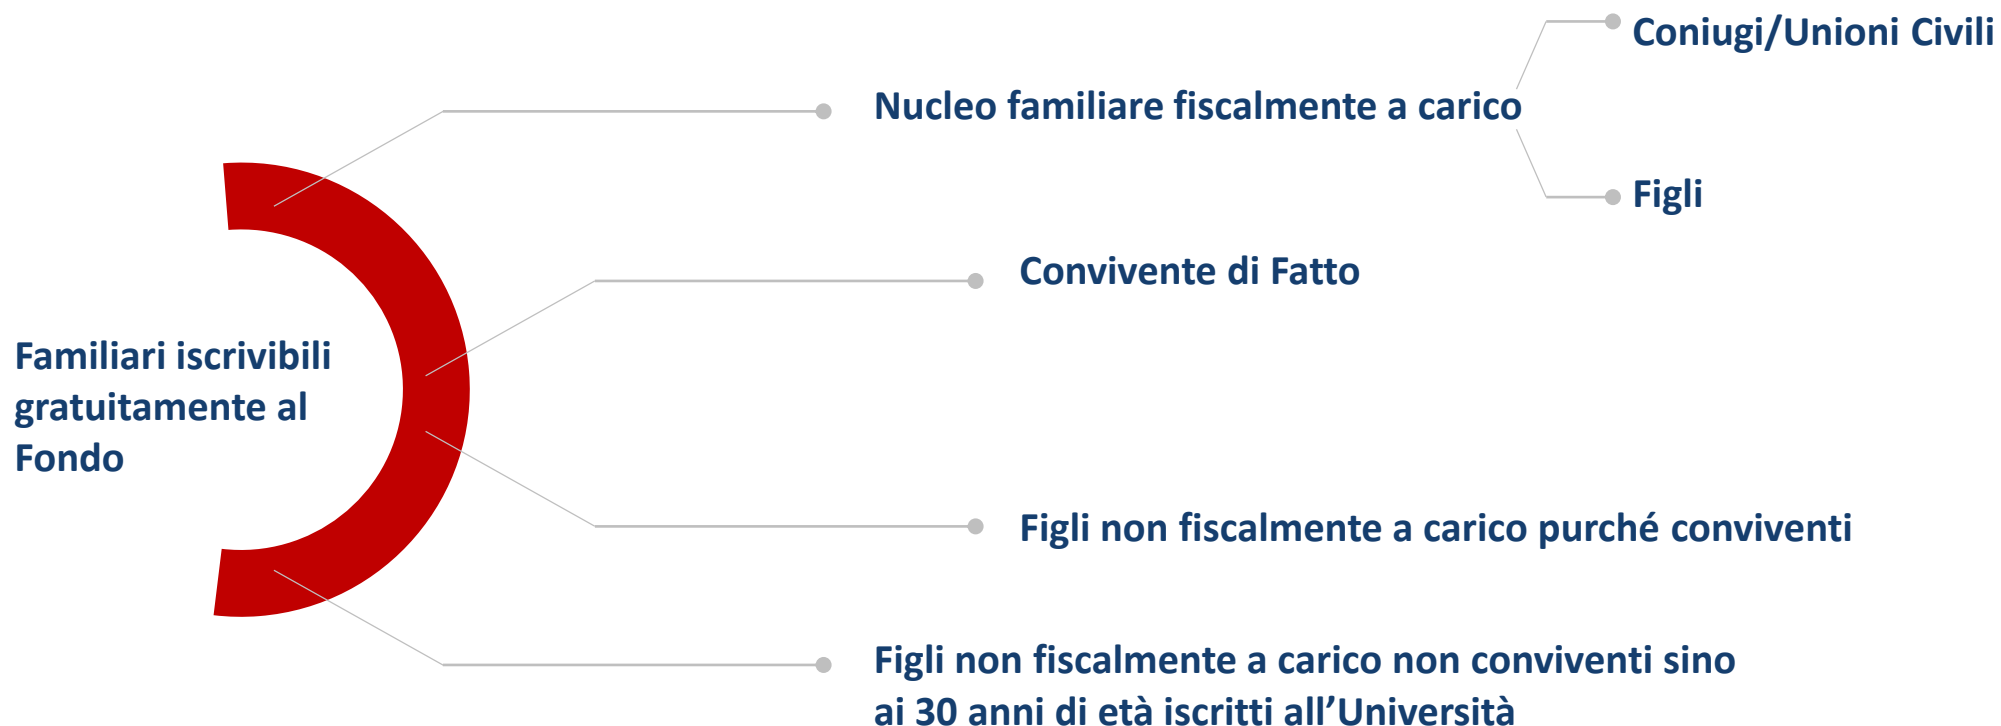 Coniugi/Unioni Civili
Nucleo familiare fiscalmente a carico
Figli
Convivente di Fatto
Familiari iscrivibili
gratuitamente al
Fondo
Figli non fiscalmente a carico purché conviventi
Figli non fiscalmente a carico non conviventi sino
ai 30 anni di età iscritti all’Università